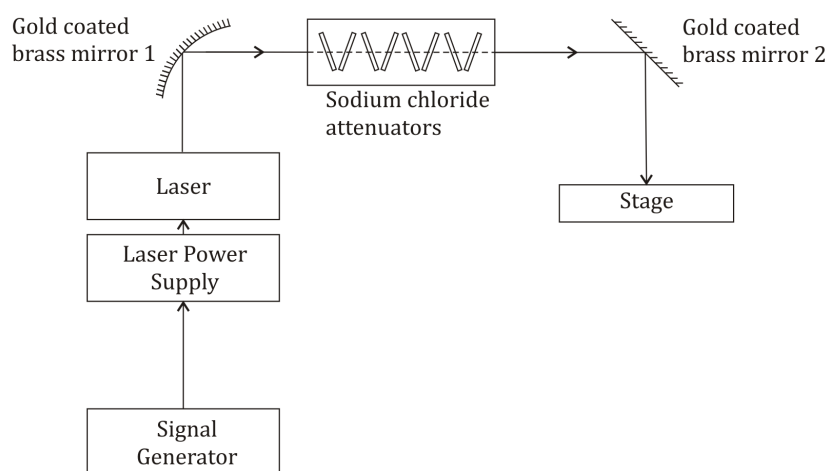 Gold coated
brass mirror 1
Gold coated
brass mirror 2
Sodium chloride
attenuators
Laser
Stage
Laser Power
Supply
Signal
Generator